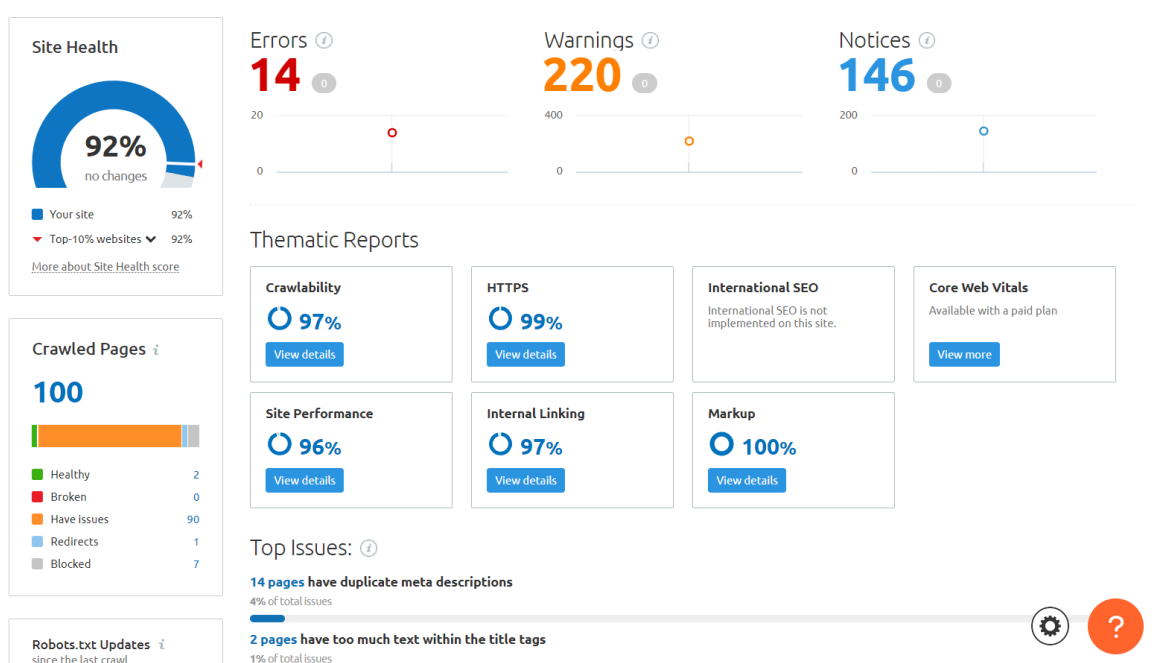 Site Health
92%
no changes
Your site 92%
Top-10% websites 92%
More about Site Health score
Crawled Pages i
100
Healthy 2
Broken 0
Have issues 90
Redirects 1
Blocked 7
Robots.txt Updates i
since the last crawl
Errors i
14 0
20
0
Warnings i
220 0
400
0
Notices i
146 0
200
0
Thematic Reports
Crawlability
97%
View details
HTTPS
99%
View details
International SEO
International SEO is not
implemented on this site.
Core Web Vitals
Available with a paid plan
View more
Site Performance
96%
View details
Internal Linking
97%
View details
Markup
100%
View details
Top Issues: i
14 pages have duplicate meta descriptions
4% of total issues
2 pages have too much text within the title tags
1% of total issues
?